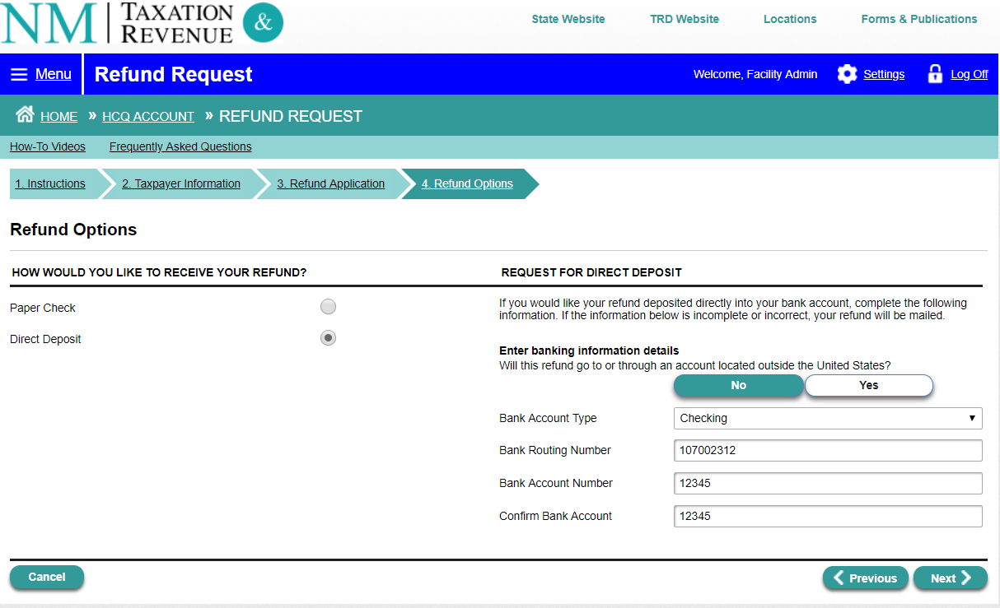 NM TAXATION & REVENUE
State Website TRD Website Locations Forms & Publications
Menu Refund Request Welcome, Facility Admin Settings Log Off
HOME » HCQ ACCOUNT » REFUND REQUEST
How-To Videos Frequently Asked Questions
1. Instructions 2. Taxpayer Information 3. Refund Application 4. Refund Options
Refund Options
HOW WOULD YOU LIKE TO RECEIVE YOUR REFUND?
Paper Check
Direct Deposit
REQUEST FOR DIRECT DEPOSIT
If you would like your refund deposited directly into your bank account, complete the following
information. If the information below is incomplete or incorrect, your refund will be mailed.
Enter banking information details
Will this refund go to or through an account located outside the United States?
No Yes
Bank Account Type Checking
Bank Routing Number 107002312
Bank Account Number 12345
Confirm Bank Account 12345
Cancel Previous Next